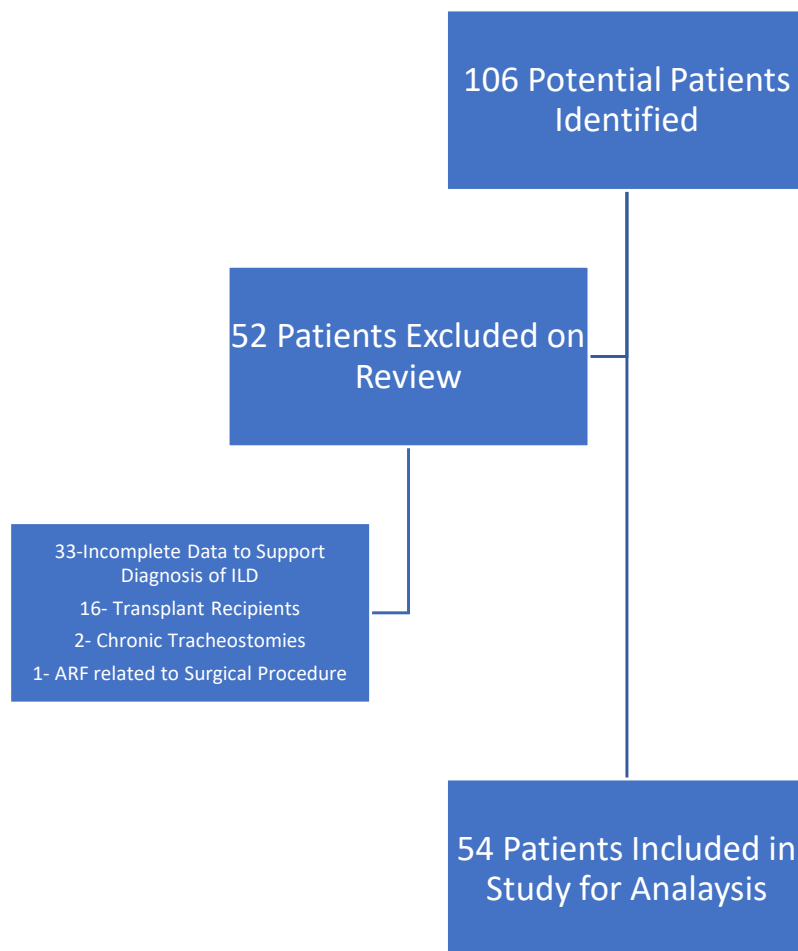 106 Potential Patients
Identified
52 Patients Excluded on
Review
33-Incomplete Data to Support
Diagnosis of ILD
16- Transplant Recipients
2- Chronic Tracheostomies
1- ARF related to Surgical Procedure
54 Patients Included in
Study for Analaysis